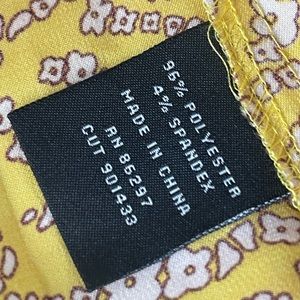 96% POLYESTER
4% SPANDEX
MADE IN CHINA
RN 86297
CUT 901433